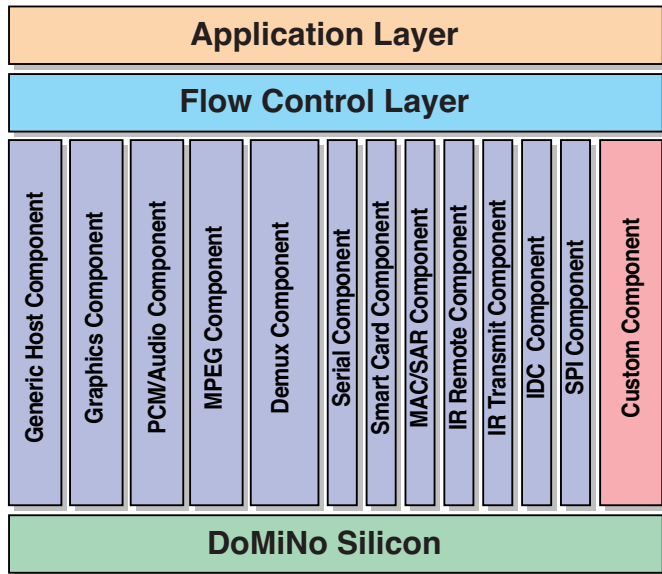 Application Layer
Flow Control Layer
Generic Host Component
Graphics Component
PCM/Audio Component
MPEG Component
Demux Component
Serial Component
Smart Card Component
MAC/SAR Component
IR Remote Component
IR Transmit Component
IDC Component
SPI Component
Custom Component
DoMiNo Silicon